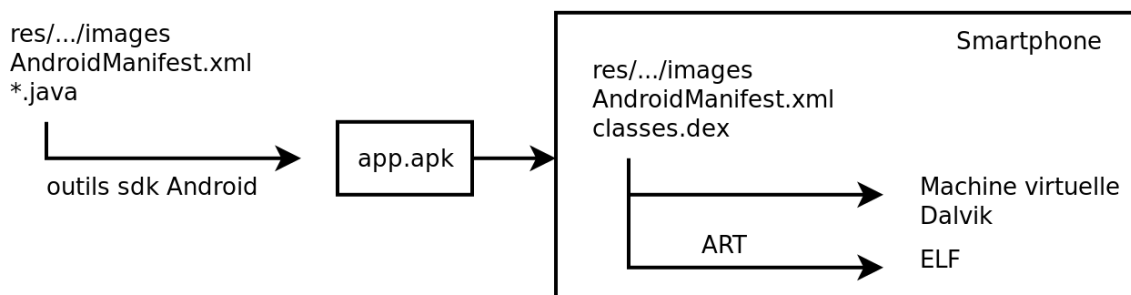 res/.../images
AndroidManifest.xml
*.java
outils sdk Android
app.apk
Smartphone
res/.../images
AndroidManifest.xml
classes.dex
Machine virtuelle
Dalvik
ART
ELF